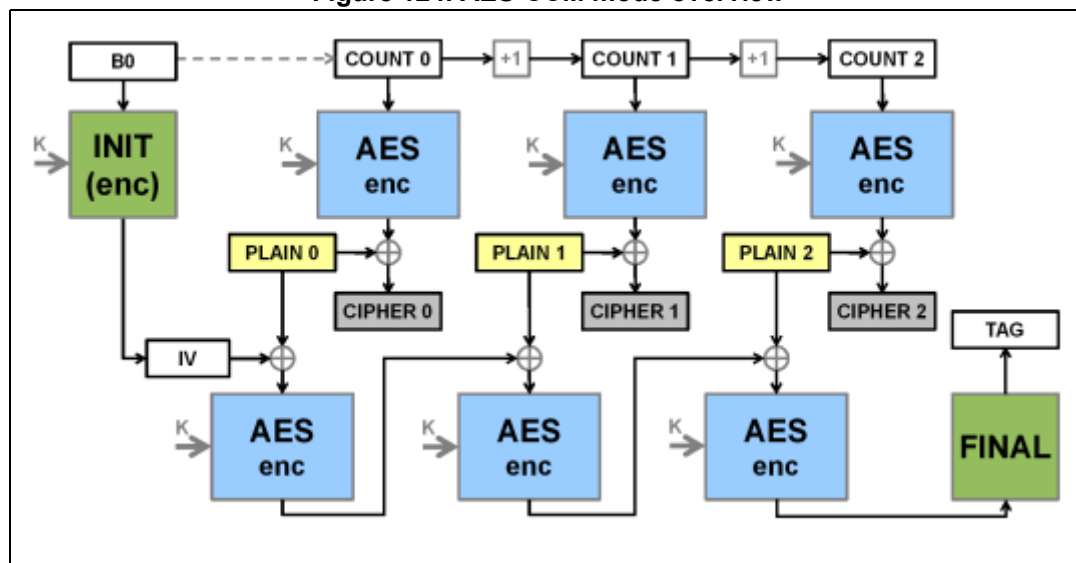 B0
COUNT 0
+1
COUNT 1
+1
COUNT 2
K
INIT
(enc)
K
AES
enc
K
AES
enc
K
AES
enc
PLAIN 0
PLAIN 1
PLAIN 2
CIPHER 0
CIPHER 1
CIPHER 2
IV
TAG
K
AES
enc
K
AES
enc
K
AES
enc
FINAL